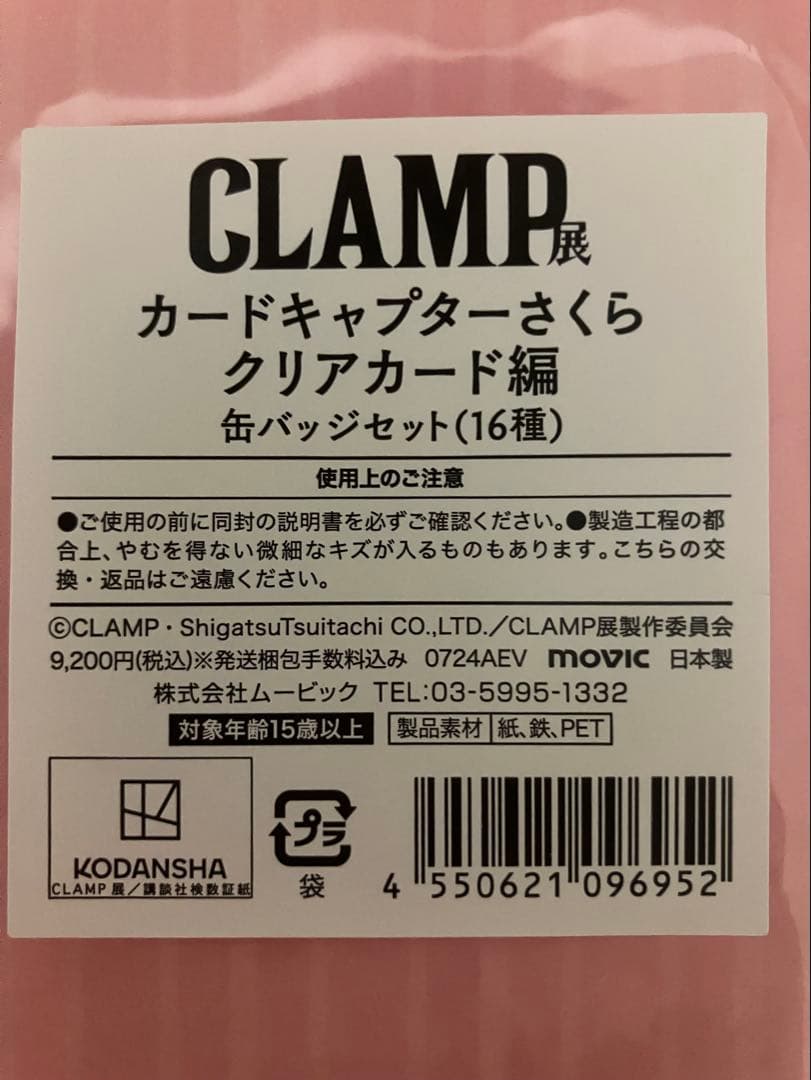 CLAMP展
カードキャプターさくら
クリアカード編
缶バッジセット(16種)
使用上のご注意
●ご使用の前に同封の説明書を必ずご確認ください。●製造工程の都
合上、やむを得ない微細なキズが入るものもあります。こちらの交
換・返品はご遠慮ください。
©CLAMP・ShigatsuTsuitachi CO.,LTD./CLAMP展製作委員会
9,200円(税込)※発送梱包手数料込み 0724AEV movic 日本製
株式会社ムービック TEL:03-5995-1332
対象年齢15歳以上 製品素材 紙、鉄、PET
KODANSHA
CLAMP展/講談社検数証紙
プラ
袋
4 550621 096952